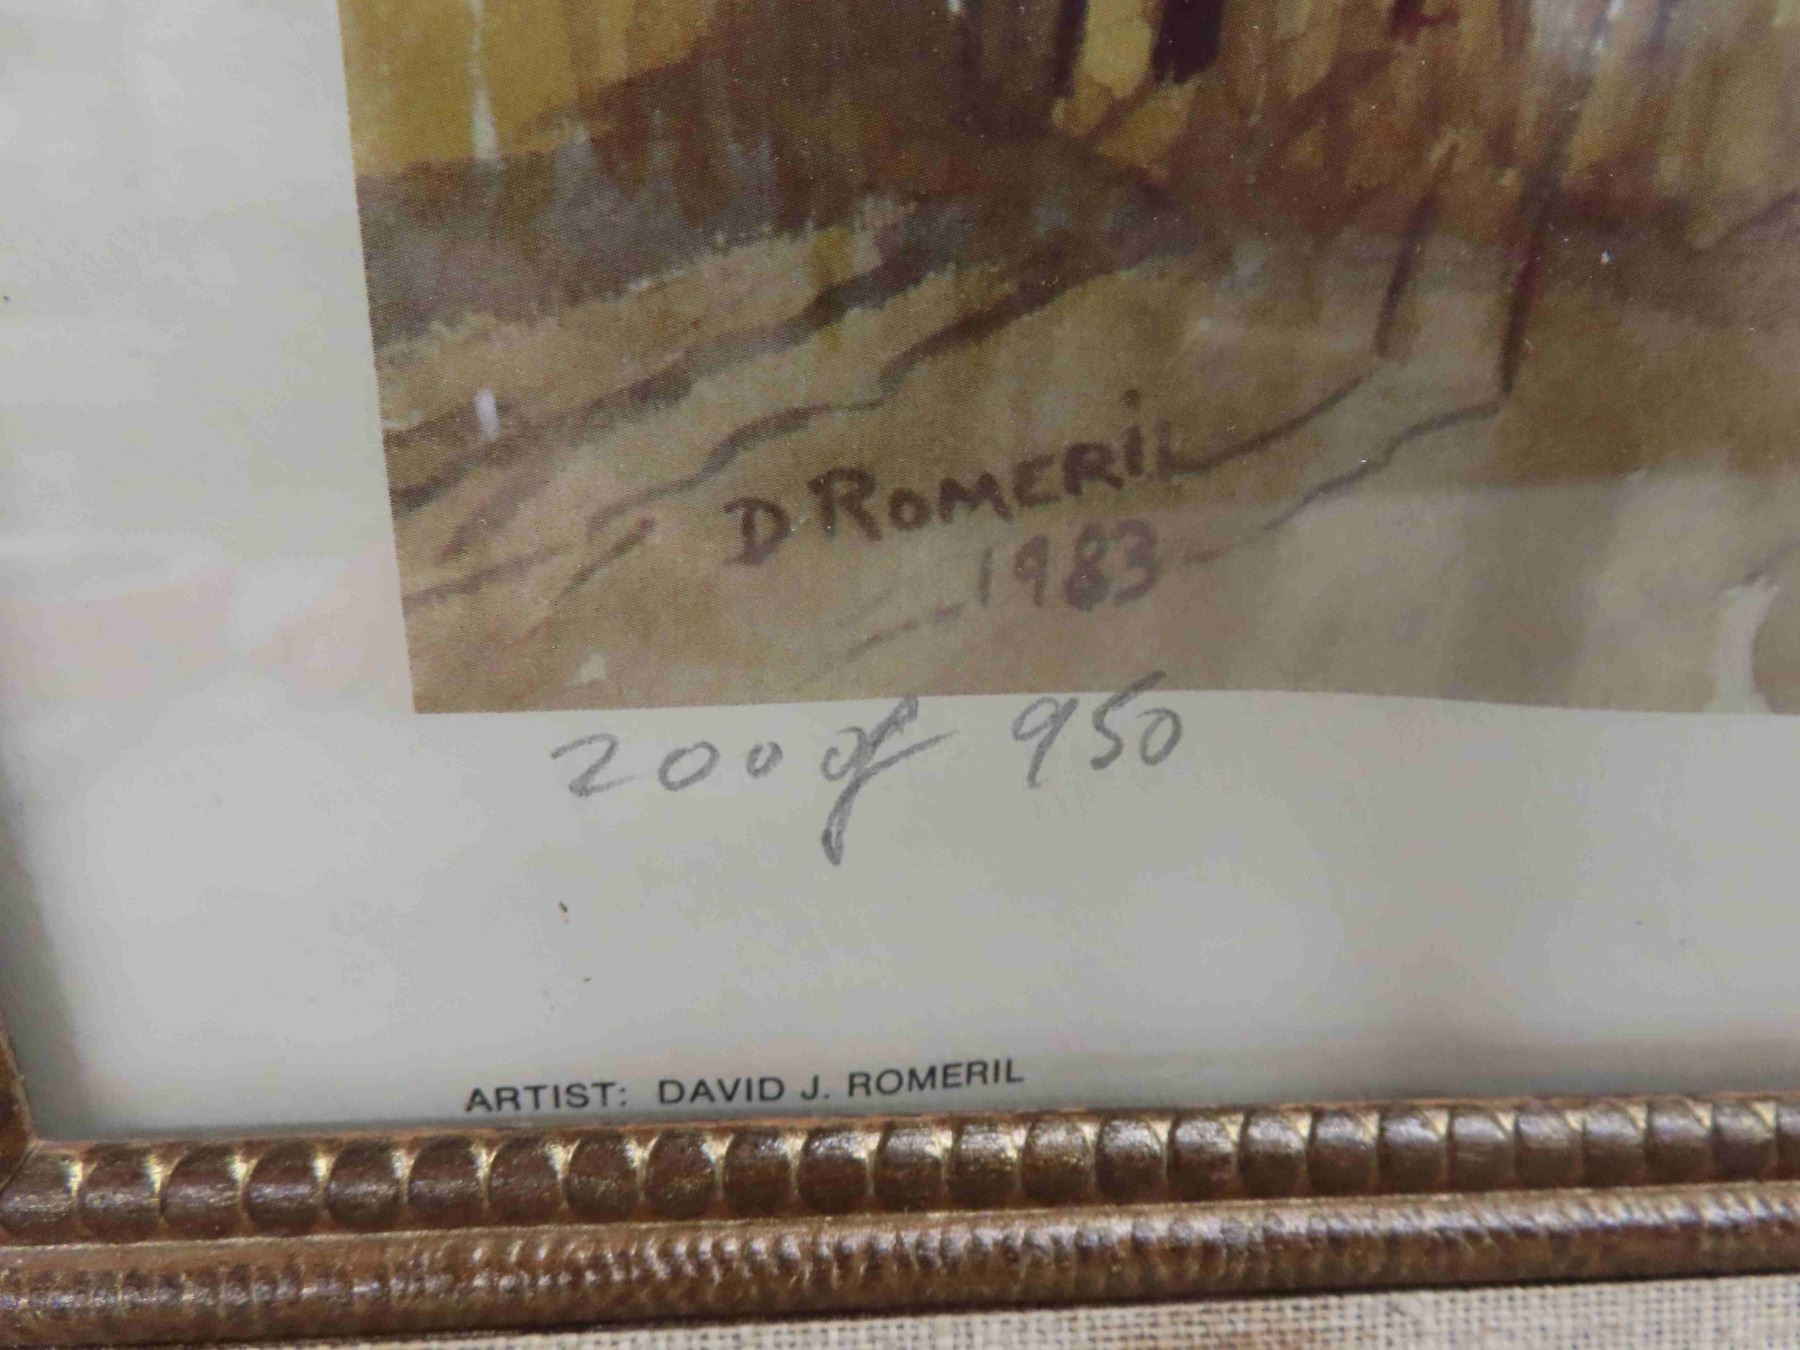 D ROMERIL
1983
200 of 950
ARTIST: DAVID J. ROMERIL